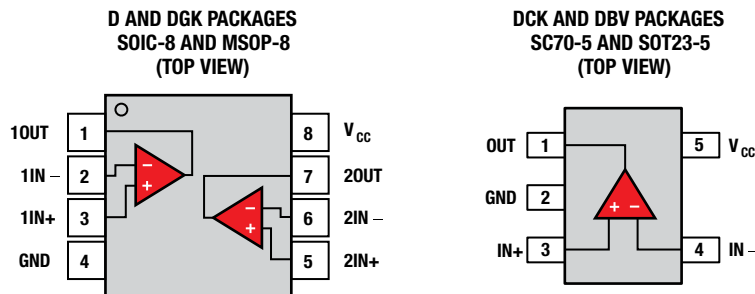 D AND DGK PACKAGES
SOIC-8 AND MSOP-8
(TOP VIEW)
1OUT 1 8 VCC
1IN – 2 7 2OUT
1IN+ 3 6 2IN –
GND 4 5 2IN+
– +
– +
DCK AND DBV PACKAGES
SC70-5 AND SOT23-5
(TOP VIEW)
OUT 1 5 VCC
GND 2
+ –
IN+ 3 4 IN –